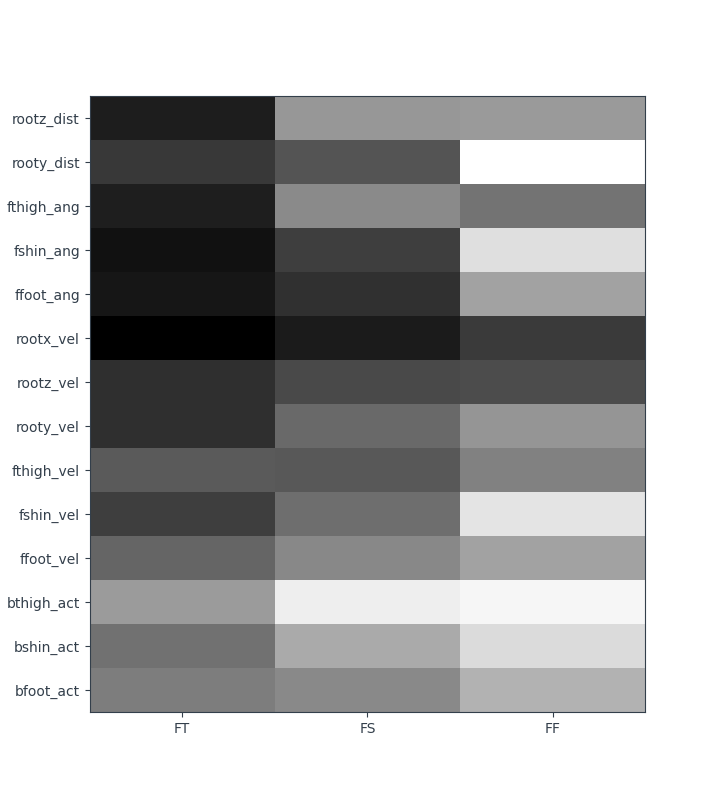 rootz_dist
rooty_dist
fthigh_ang
fshin_ang
ffoot_ang
rootx_vel
rootz_vel
rooty_vel
fthigh_vel
fshin_vel
ffoot_vel
bthigh_act
bshin_act
bfoot_act
FT FS FF